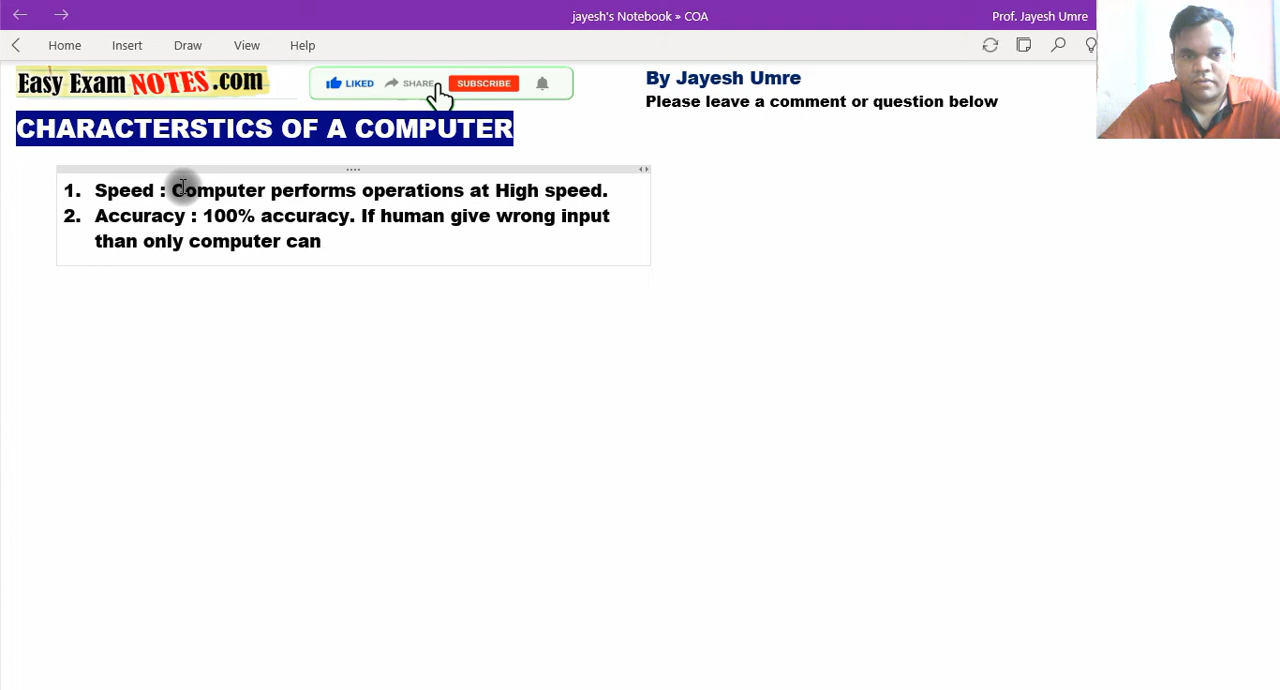 jayesh's Notebook » COA
Prof. Jayesh Umre
Home Insert Draw View Help
Easy Exam NOTES.com
LIKED SHARE SUBSCRIBE
By Jayesh Umre
Please leave a comment or question below
CHARACTERSTICS OF A COMPUTER
1. Speed : Computer performs operations at High speed.
2. Accuracy : 100% accuracy. If human give wrong input
than only computer can